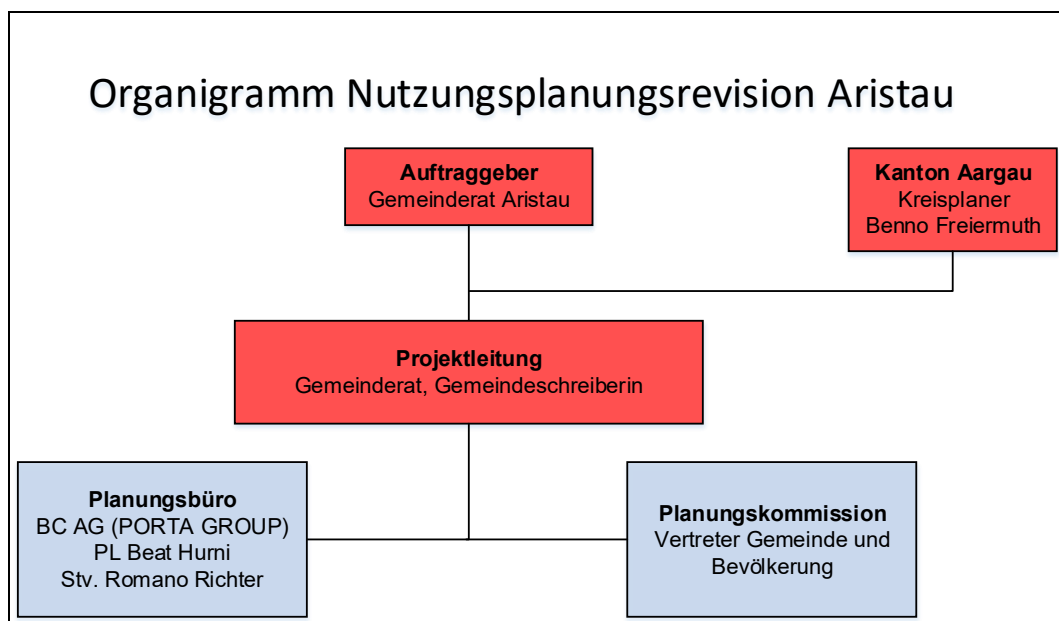 Organigramm Nutzungsplanungsrevision Aristau
Auftraggeber
Gemeinderat Aristau
Kanton Aargau
Kreisplaner
Benno Freiermuth
Projektleitung
Gemeinderat, Gemeindeschreiberin
Planungsbüro
BC AG (PORTA GROUP)
PL Beat Hurni
Stv. Romano Richter
Planungskommission
Vertreter Gemeinde und
Bevölkerung